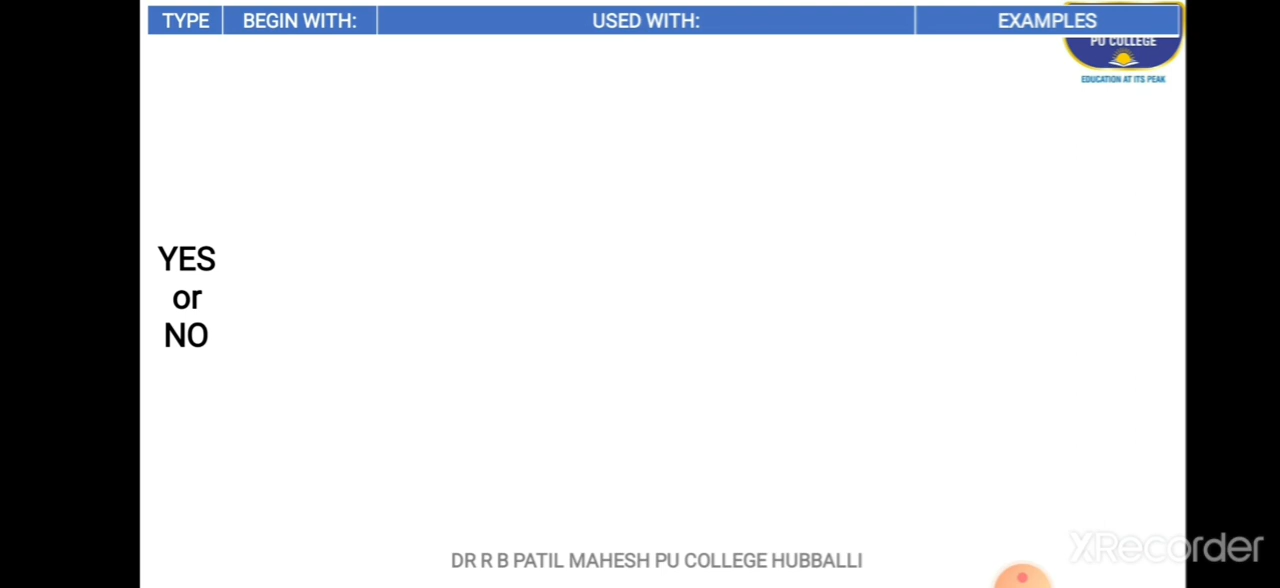 TYPE BEGIN WITH: USED WITH: EXAMPLES
PU COLLEGE
EDUCATION AT ITS PEAK
YES
or
NO
DR R B PATIL MAHESH PU COLLEGE HUBBALLI
XRecorder